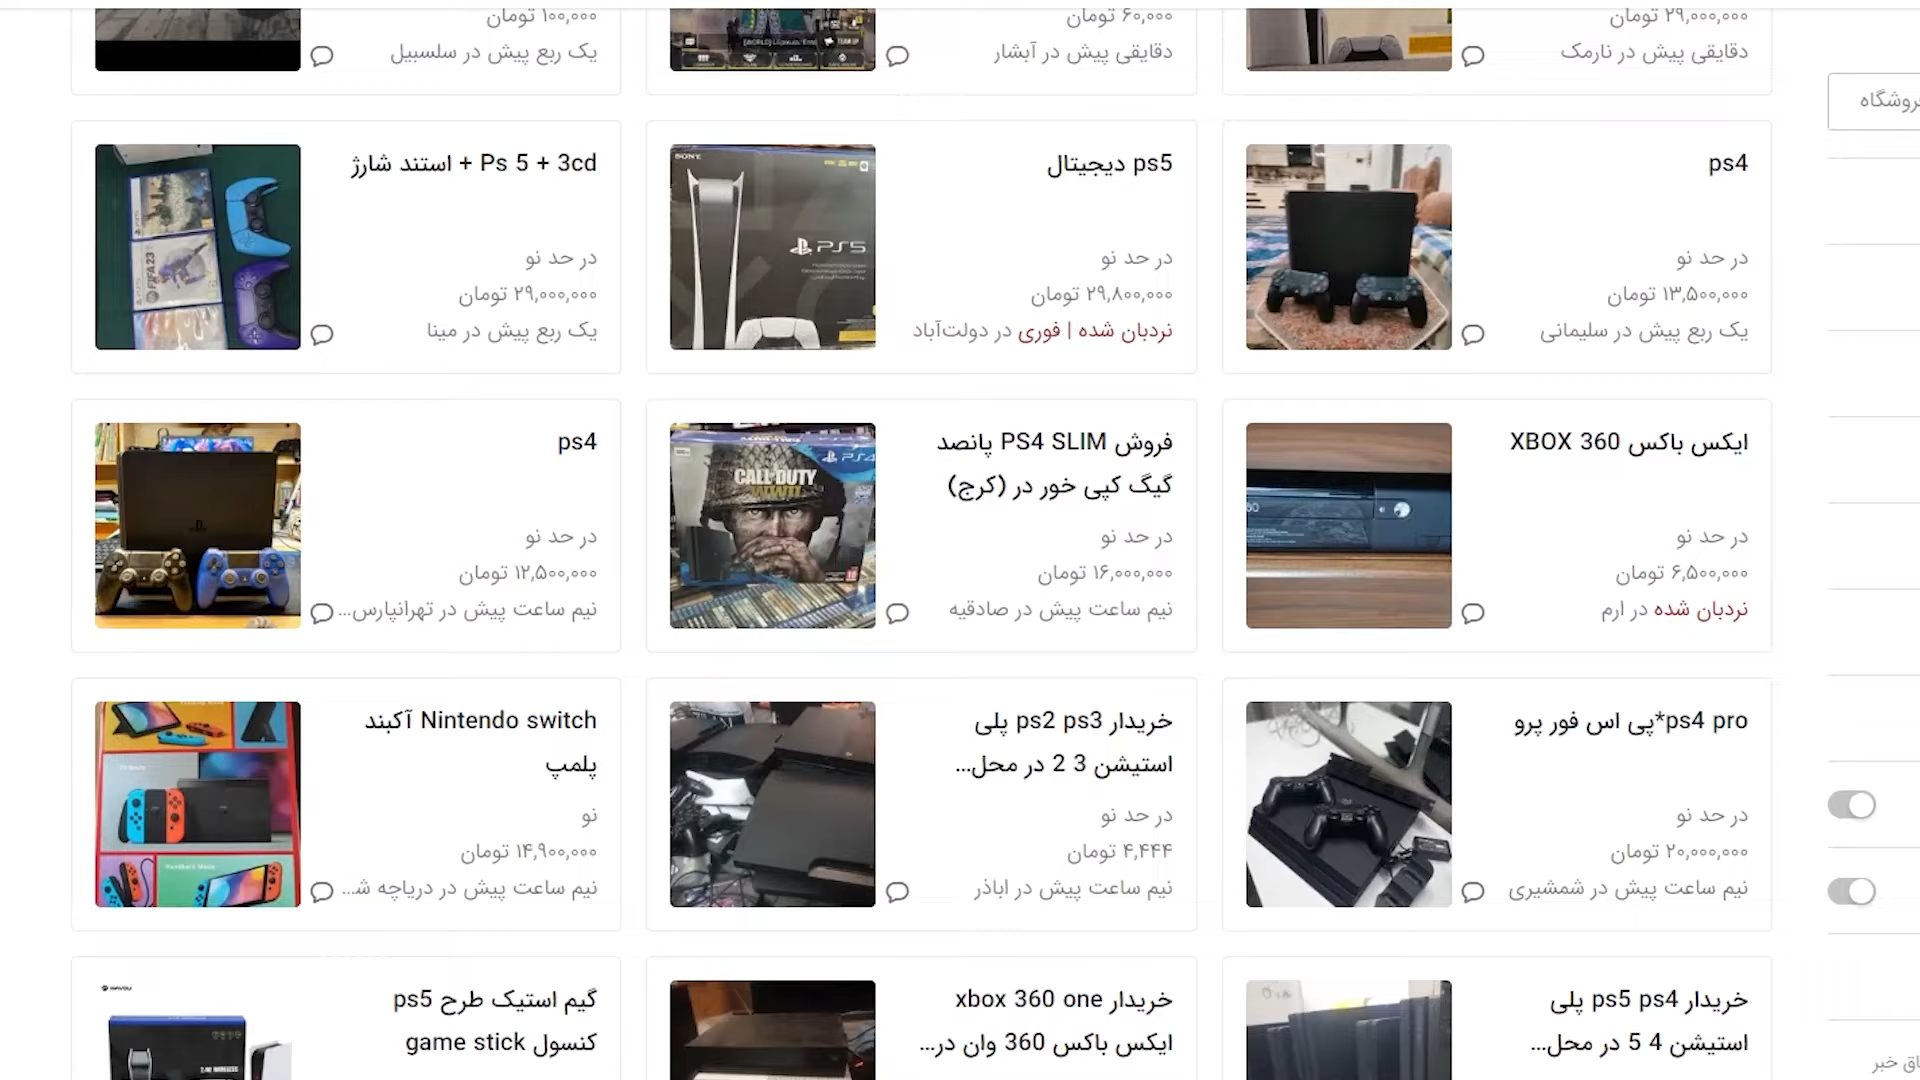 ۲۹,۰۰۰,۰۰۰ تومان
دقایقی پیش در نارمک
۶۰,۰۰۰ تومان
دقایقی پیش در آبشار
۱۰۰,۰۰۰ تومان
یک ربع پیش در سلسبیل
ps4
در حد نو
۱۳,۵۰۰,۰۰۰ تومان
یک ربع پیش در سلیمانی
ps5 دیجیتال
در حد نو
۲۹,۸۰۰,۰۰۰ تومان
نردبان شده | فوری در دولت‌آباد
SONY
PS5
Ps 5 + 3cd + استند شارژ
در حد نو
۲۹,۰۰۰,۰۰۰ تومان
یک ربع پیش در مینا
FIFA 23
ایکس باکس XBOX 360
در حد نو
۶,۵۰۰,۰۰۰ تومان
نردبان شده در ارم
فروش PS4 SLIM پانصد
گیگ کپی خور در (کرج)
در حد نو
۱۶,۰۰۰,۰۰۰ تومان
نیم ساعت پیش در صادقیه
PS4
CALL DUTY
WWII
ps4
در حد نو
۱۲,۵۰۰,۰۰۰ تومان
نیم ساعت پیش در تهرانپارس...
ps4 pro*پی اس فور پرو
در حد نو
۲۰,۰۰۰,۰۰۰ تومان
نیم ساعت پیش در شمشیری
خریدار ps2 ps3 پلی
استیشن 3 2 در محل...
در حد نو
۴,۴۴۴ تومان
نیم ساعت پیش در اباذر
Nintendo switch آکبند
پلمپ
نو
۱۴,۹۰۰,۰۰۰ تومان
نیم ساعت پیش در دریاچه ش...
Handheld Mode
خریدار ps5 ps4 پلی
استیشن 4 5 در محل...
خریدار xbox 360 one
ایکس باکس 360 وان در...
گیم استیک طرح ps5
کنسول game stick